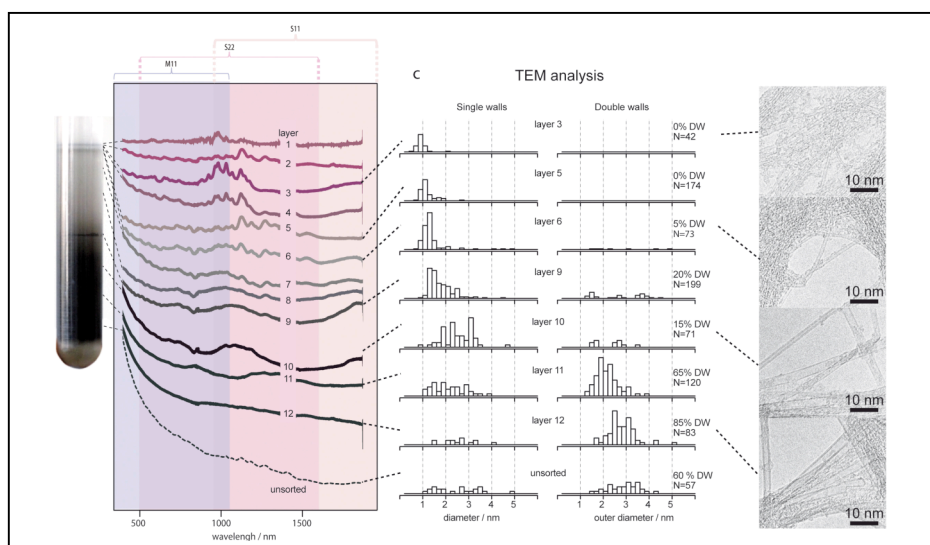 S11
S22
M11
c
TEM analysis
Single walls
Double walls
layer
1
2
3
4
5
6
7
8
9
10
11
12
unsorted
500
1000
1500
wavelengh / nm
layer 3
0% DW
N=42
layer 5
0% DW
N=174
layer 6
5% DW
N=73
layer 9
20% DW
N=199
layer 10
15% DW
N=71
layer 11
65% DW
N=120
layer 12
85% DW
N=83
unsorted
60 % DW
N=57
1 2 3 4 5
diameter / nm
1 2 3 4 5
outer diameter / nm
10 nm
10 nm
10 nm
10 nm